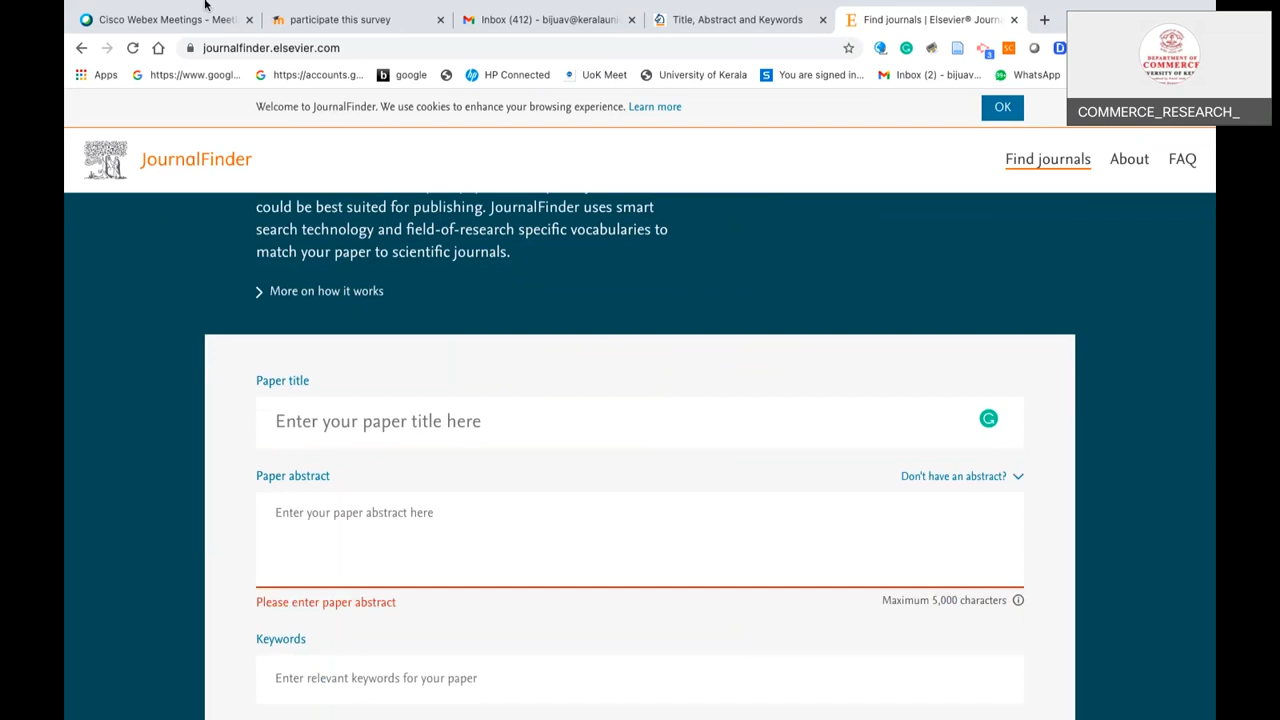 Cisco Webex Meetings - Meeti
participate this survey
Inbox (412) - bijuav@keraluni
Title, Abstract and Keywords
Find journals | Elsevier® Journa
journalfinder.elsevier.com
Apps
https://www.googl...
https://accounts.g...
google
HP Connected
UoK Meet
University of Kerala
You are signed in...
Inbox (2) - bijuav...
WhatsApp
DEPARTMENT OF
COMMERCE
COMMERCE_RESEARCH_
Welcome to JournalFinder. We use cookies to enhance your browsing experience. Learn more
OK
JournalFinder
Find journals
About
FAQ
could be best suited for publishing. JournalFinder uses smart
search technology and field-of-research specific vocabularies to
match your paper to scientific journals.
More on how it works
Paper title
Enter your paper title here
Paper abstract
Don't have an abstract?
Enter your paper abstract here
Please enter paper abstract
Maximum 5,000 characters
Keywords
Enter relevant keywords for your paper